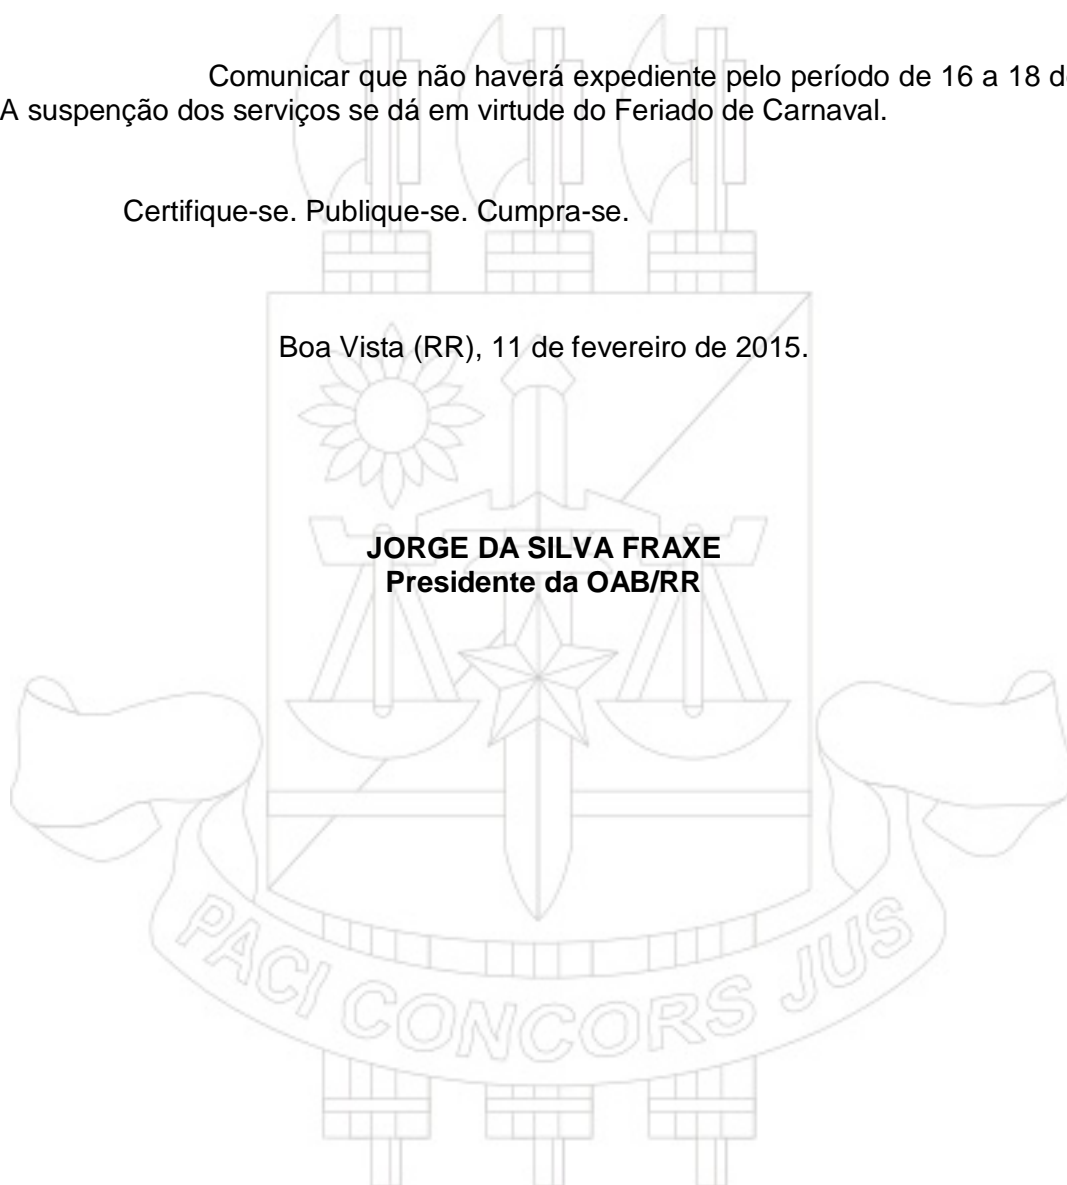 Comunicar que não haverá expediente pelo período de 16 a 18 d
A suspenção dos serviços se dá em virtude do Feriado de Carnaval.
Certifique-se. Publique-se. Cumpra-se.
Boa Vista (RR), 11 de fevereiro de 2015.
JORGE DA SILVA FRAXE
Presidente da OAB/RR
PACI CONCORS JUS